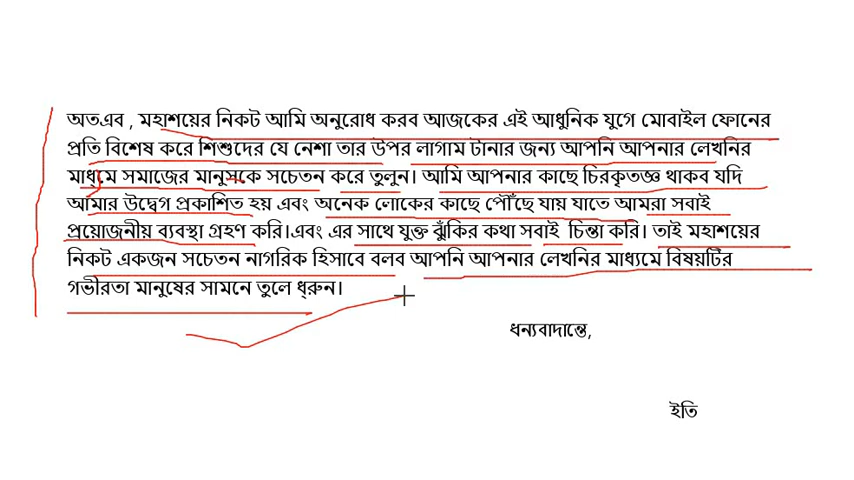 অতএব , মহাশয়ের নিকট আমি অনুরোধ করব আজকের এই আধুনিক যুগে মোবাইল ফোনের
প্রতি বিশেষ করে শিশুদের যে নেশা তার উপর লাগাম টানার জন্য আপনি আপনার লেখনির
মাধ্যমে সমাজের মানুষকে সচেতন করে তুলুন। আমি আপনার কাছে চিরকৃতজ্ঞ থাকব যদি
আমার উদ্বেগ প্রকাশিত হয় এবং অনেক লোকের কাছে পৌঁছে যায় যাতে আমরা সবাই
প্রয়োজনীয় ব্যবস্থা গ্রহণ করি।এবং এর সাথে যুক্ত ঝুঁকির কথা সবাই চিন্তা করি। তাই মহাশয়ের
নিকট একজন সচেতন নাগরিক হিসাবে বলব আপনি আপনার লেখনির মাধ্যমে বিষয়টির
গভীরতা মানুষের সামনে তুলে ধরুন।
ধন্যবাদান্তে,
ইতি